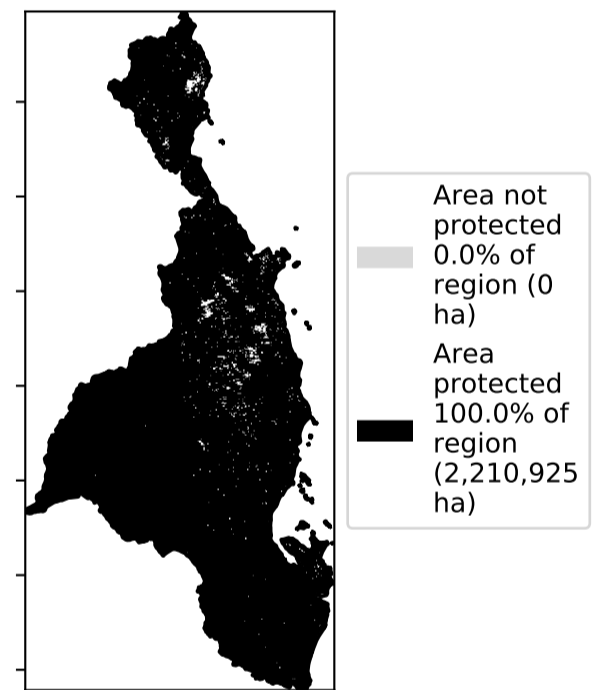 Area not
protected
0.0% of
region (0
ha)
Area
protected
100.0% of
region
(2,210,925
ha)